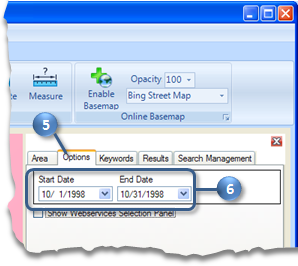 Measure
Enable
Basemap
Opacity 100
Bing Street Map
Online Basemap
5
Area Options Keywords Results Search Management
Start Date End Date
10/ 1/1998 10/31/1998
6
Show Webservices Selection Panel